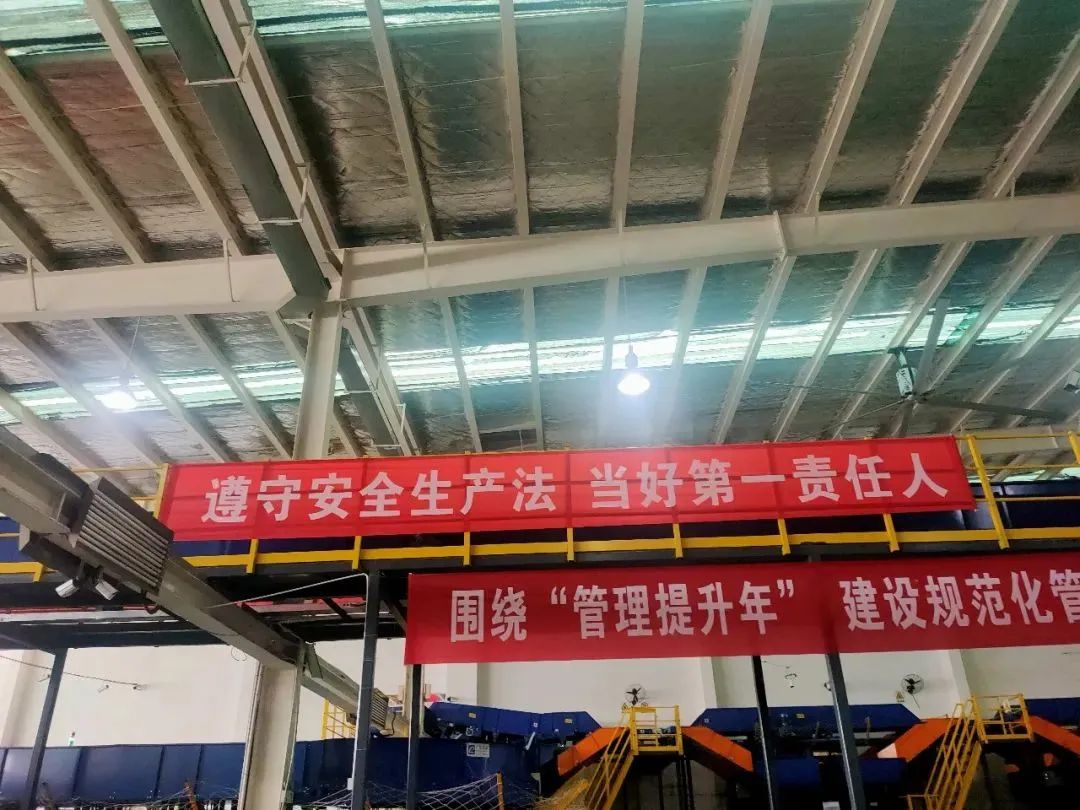 遵守安全生产法 当好第一责任人
围绕“管理提升年” 建设规范化管